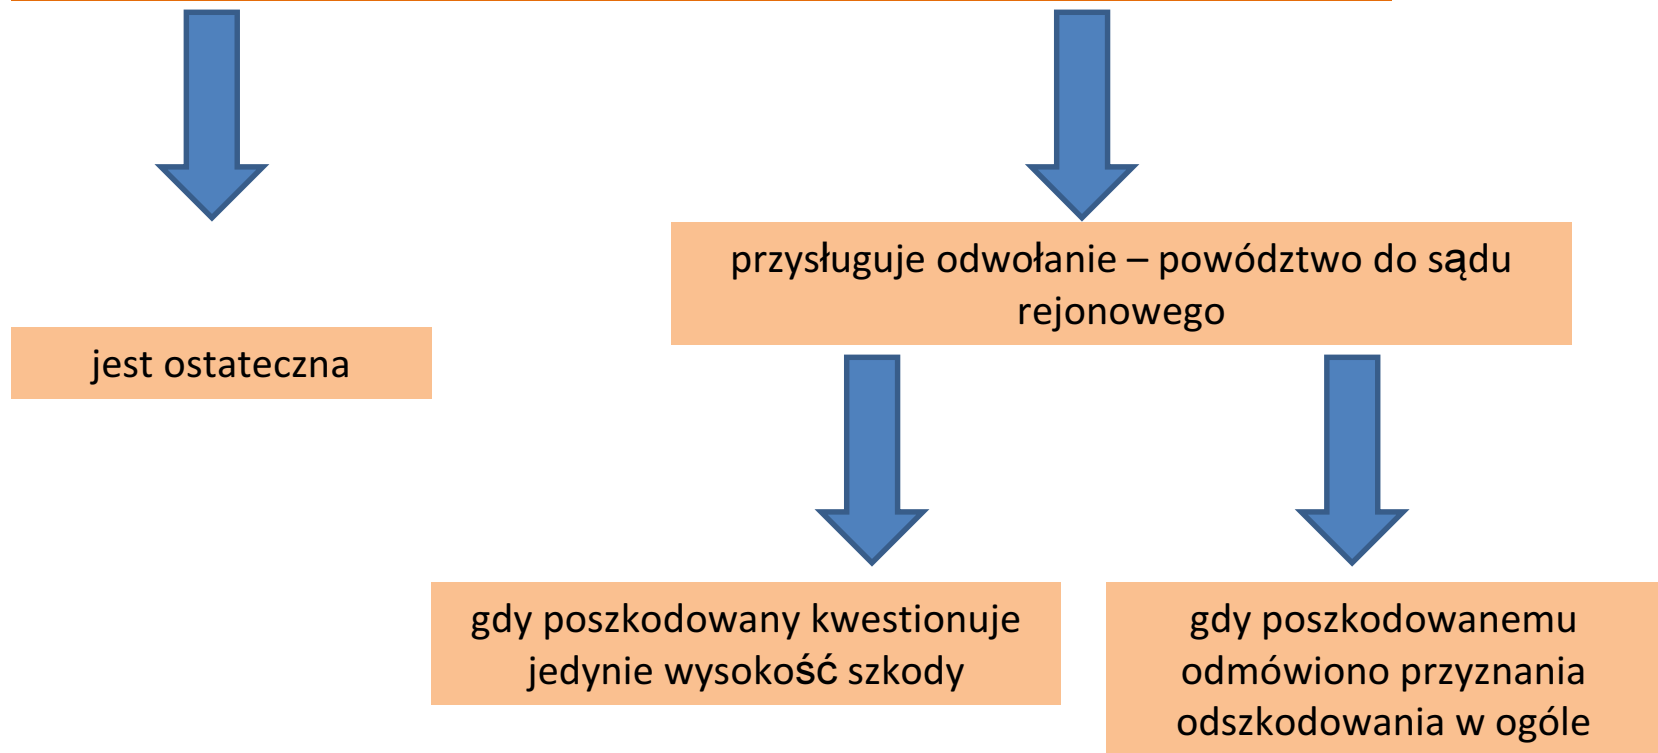 przysługuje odwołanie – powództwo do sądu
rejonowego
jest ostateczna
gdy poszkodowany kwestionuje
jedynie wysokość szkody
gdy poszkodowanemu
odmówiono przyznania
odszkodowania w ogóle